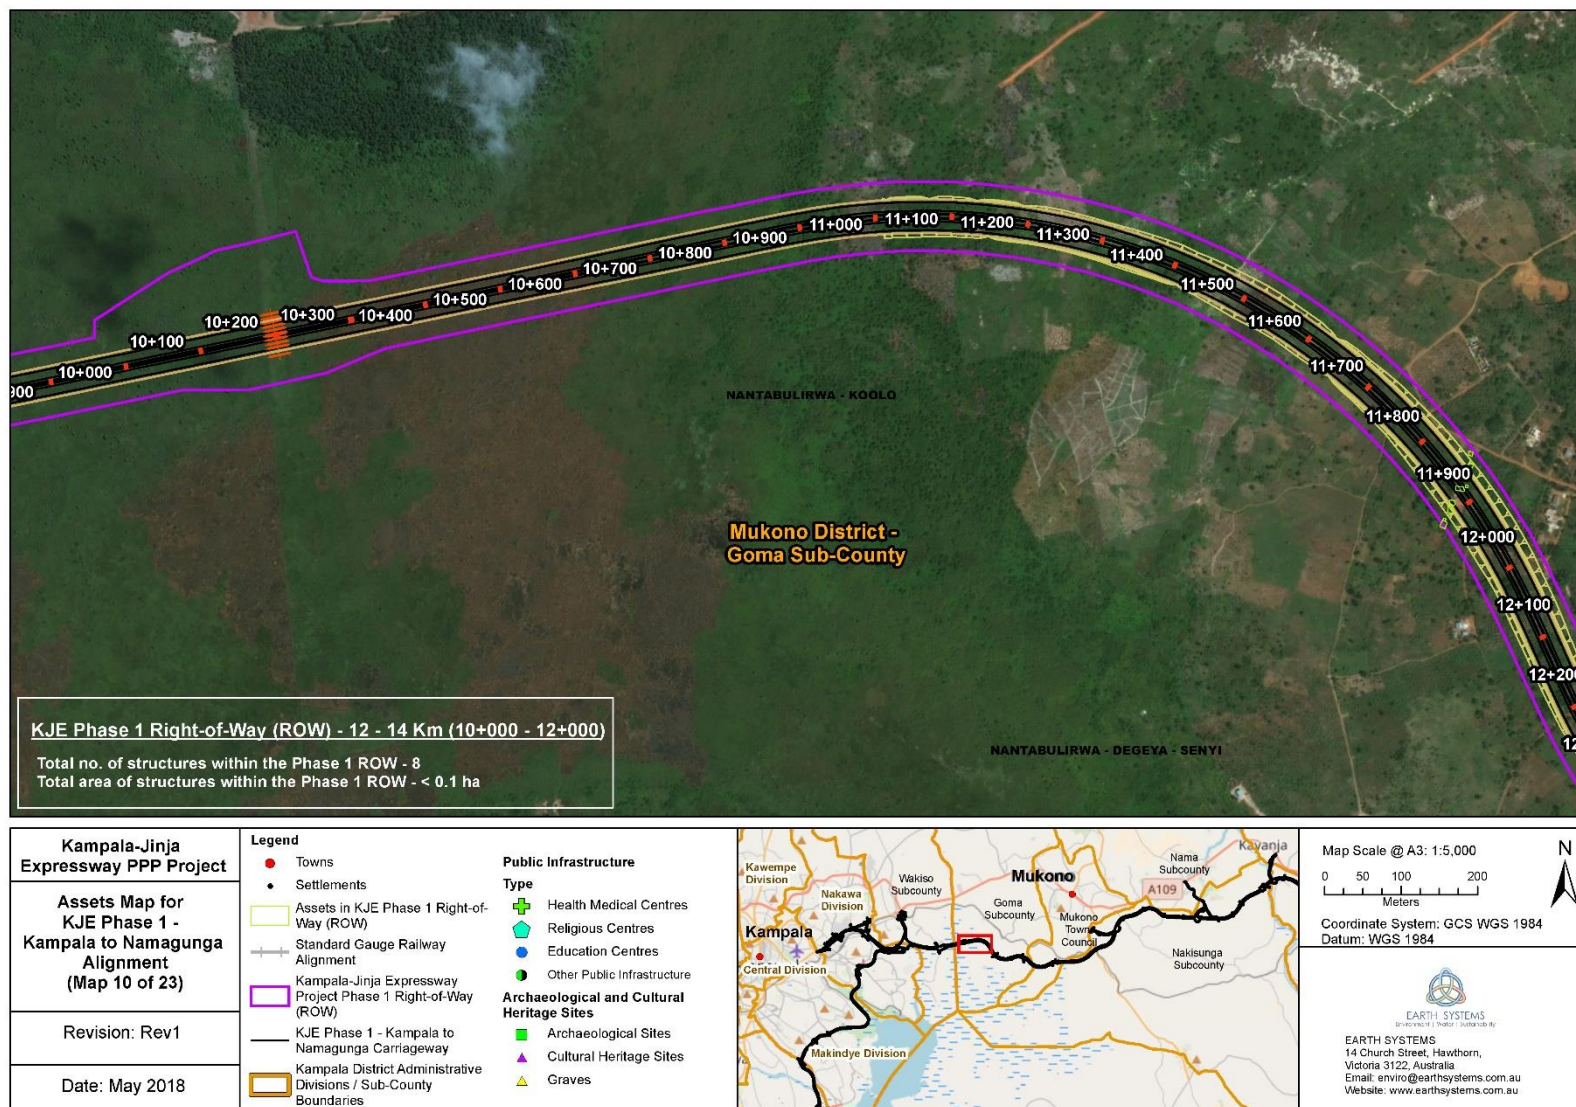 900
10+000
10+100
10+200
10+300
10+400
10+500
10+600
10+700
10+800
10+900
11+000
11+100
11+200
11+300
11+400
11+500
11+600
11+700
11+800
11+900
12+000
12+100
12+200
12
NANTABULIRWA - KOOLO
Mukono District -
Goma Sub-County
NANTABULIRWA - DEGEYA - SENYI
KJE Phase 1 Right-of-Way (ROW) - 12 - 14 Km (10+000 - 12+000)
Total no. of structures within the Phase 1 ROW - 8
Total area of structures within the Phase 1 ROW - < 0.1 ha
Kampala-Jinja
Expressway PPP Project
Assets Map for
KJE Phase 1 -
Kampala to Namagunga
Alignment
(Map 10 of 23)
Revision: Rev1
Date: May 2018
Legend
Towns
Settlements
Assets in KJE Phase 1 Right-of-
Way (ROW)
Standard Gauge Railway
Alignment
Kampala-Jinja Expressway
Project Phase 1 Right-of-Way
(ROW)
KJE Phase 1 - Kampala to
Namagunga Carriageway
Kampala District Administrative
Divisions / Sub-County
Boundaries
Public Infrastructure
Type
Health Medical Centres
Religious Centres
Education Centres
Other Public Infrastructure
Archaeological and Cultural
Heritage Sites
Archaeological Sites
Cultural Heritage Sites
Graves
Kawempe
Division
Nakawa
Division
Wakiso
Subcounty
Kampala
Central Division
Makindye Division
Goma
Subcounty
Mukono
Mukono
Town
Council
A109
Nama
Subcounty
Kayanja
Nakisunga
Subcounty
Map Scale @ A3: 1:5,000
N
0 50 100 200
Meters
Coordinate System: GCS WGS 1984
Datum: WGS 1984
EARTH SYSTEMS
Environment | Water | Sustainability
EARTH SYSTEMS
14 Church Street, Hawthorn,
Victoria 3122, Australia
Email: enviro@earthsystems.com.au
Website: www.earthsystems.com.au